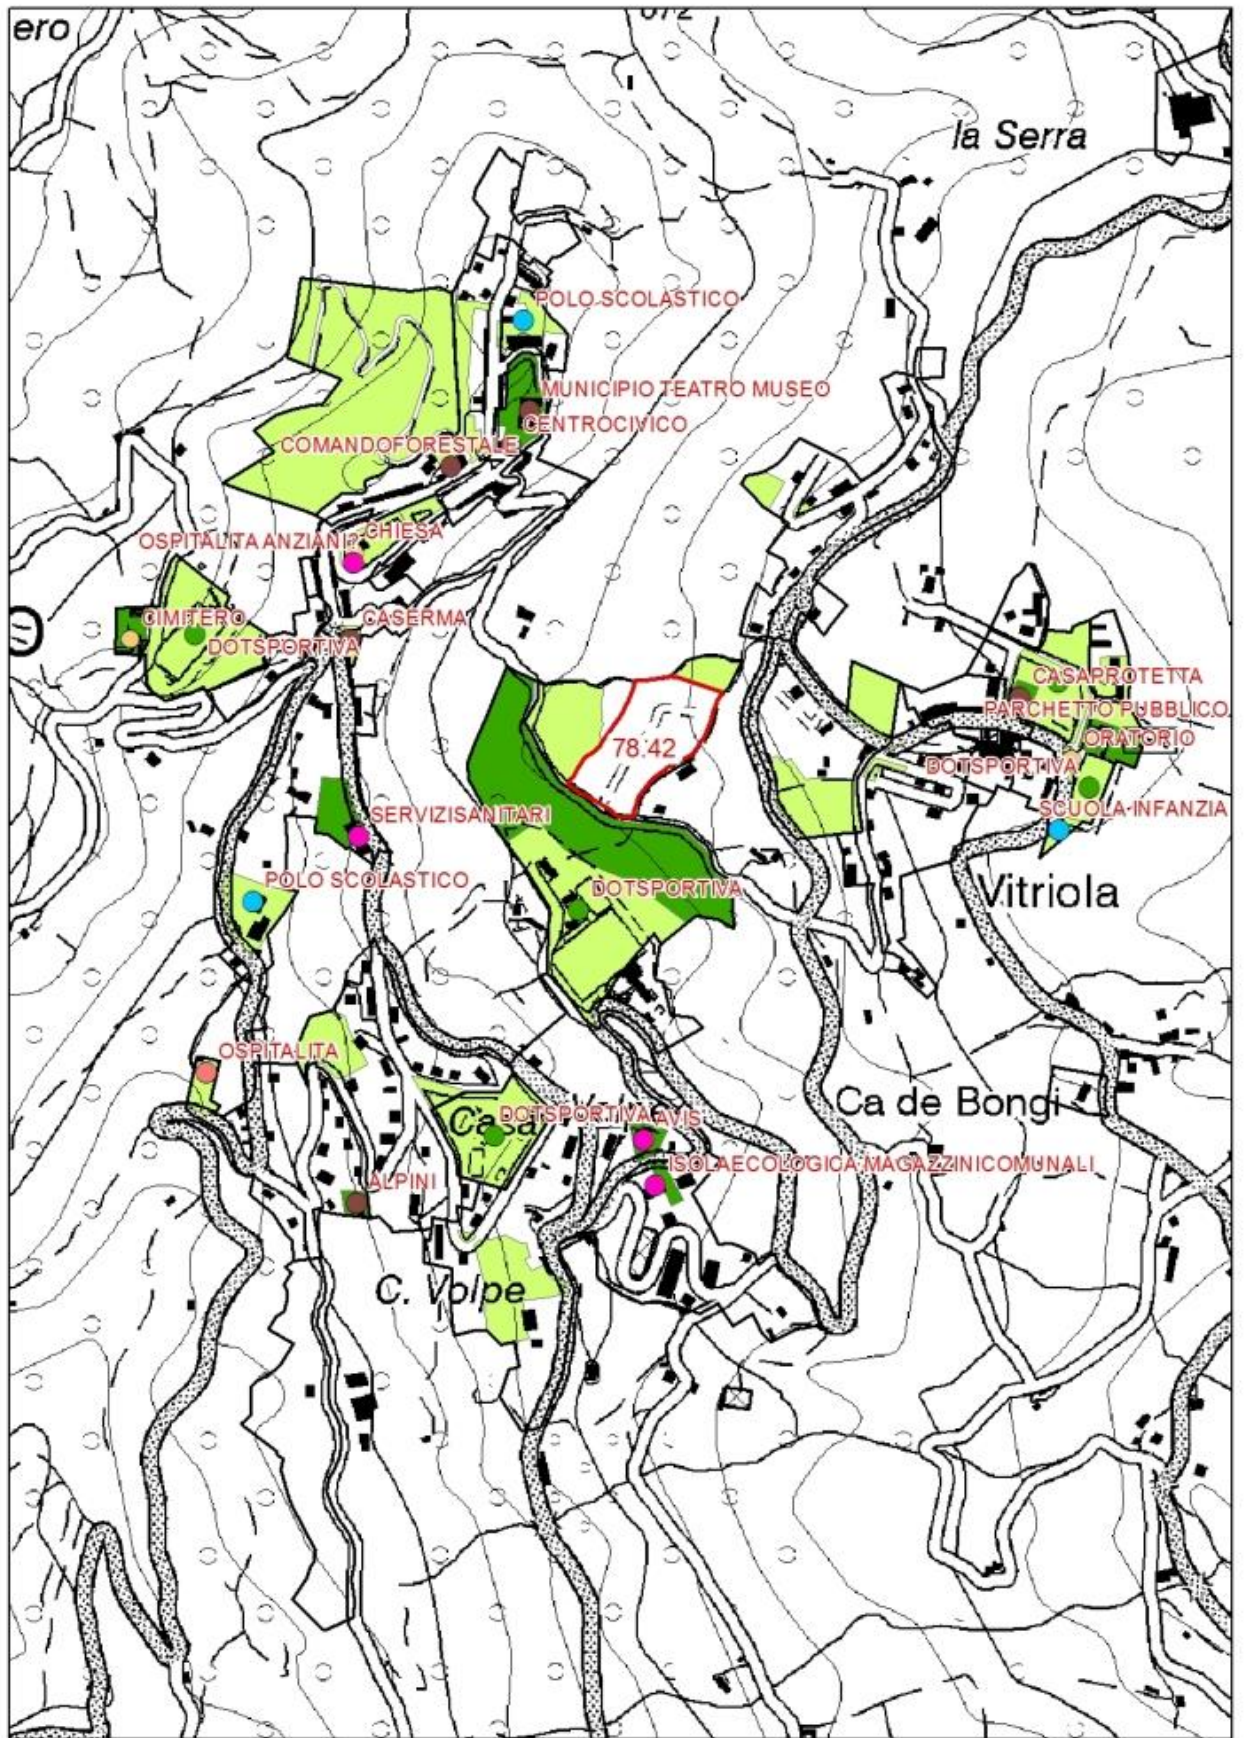 ero
la Serra
POLO SCOLASTICO
MUNICIPIO TEATRO MUSEO
CENTROCIVICO
COMANDOFORESTALE
CHIESA
OSPITALITA ANZIANI?
CIMITERO
CASERMA
DOTSPORTIVA
CASAPROTETTA
PARCHETTO PUBBLICO
ORATORIO
78.42
DOTSPORTIVA
SCUOLA INFANZIA
SERVIZISANITARI
POLO SCOLASTICO
DOTSPORTIVA
Vitriola
OSPITALITA
Ca de Bongi
Casa
DOTSPORTIVA
AVIS
ISOLAECOLOGICA MAGAZZINICOMUNALI
ALPINI
C. Volpe